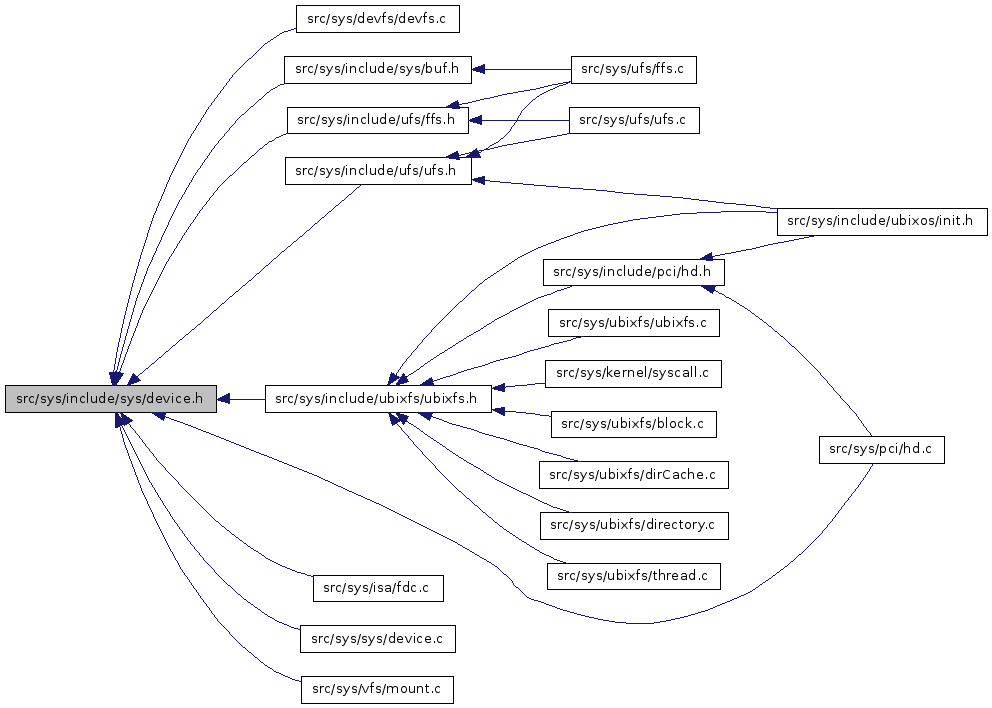 src/sys/devfs/devfs.c
src/sys/include/sys/buf.h
src/sys/ufs/ffs.c
src/sys/include/ufs/ffs.h
src/sys/ufs/ufs.c
src/sys/include/ufs/ufs.h
src/sys/include/ubixos/init.h
src/sys/include/pci/hd.h
src/sys/ubixfs/ubixfs.c
src/sys/kernel/syscall.c
src/sys/include/sys/device.h
src/sys/include/ubixfs/ubixfs.h
src/sys/ubixfs/block.c
src/sys/pci/hd.c
src/sys/ubixfs/dirCache.c
src/sys/ubixfs/directory.c
src/sys/ubixfs/thread.c
src/sys/isa/fdc.c
src/sys/sys/device.c
src/sys/vfs/mount.c